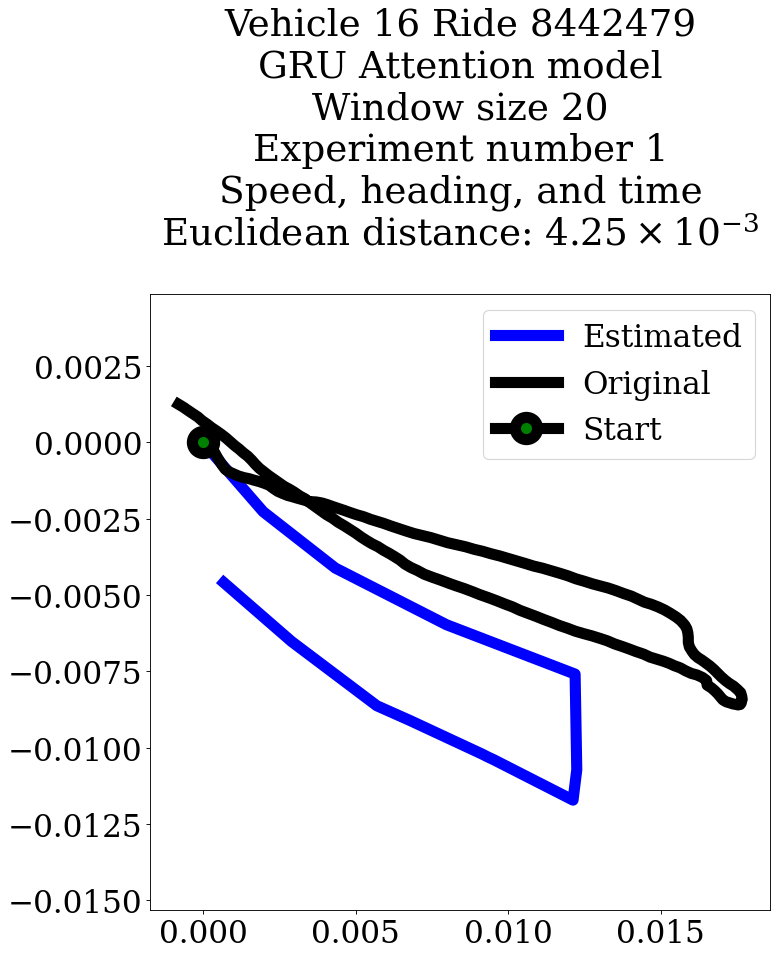 Vehicle 16 Ride 8442479
GRU Attention model
Window size 20
Experiment number 1
Speed, heading, and time
Euclidean distance: 4.25 × 10⁻³
Estimated
Original
Start
0.0025
0.0000
−0.0025
−0.0050
−0.0075
−0.0100
−0.0125
−0.0150
0.000 0.005 0.010 0.015